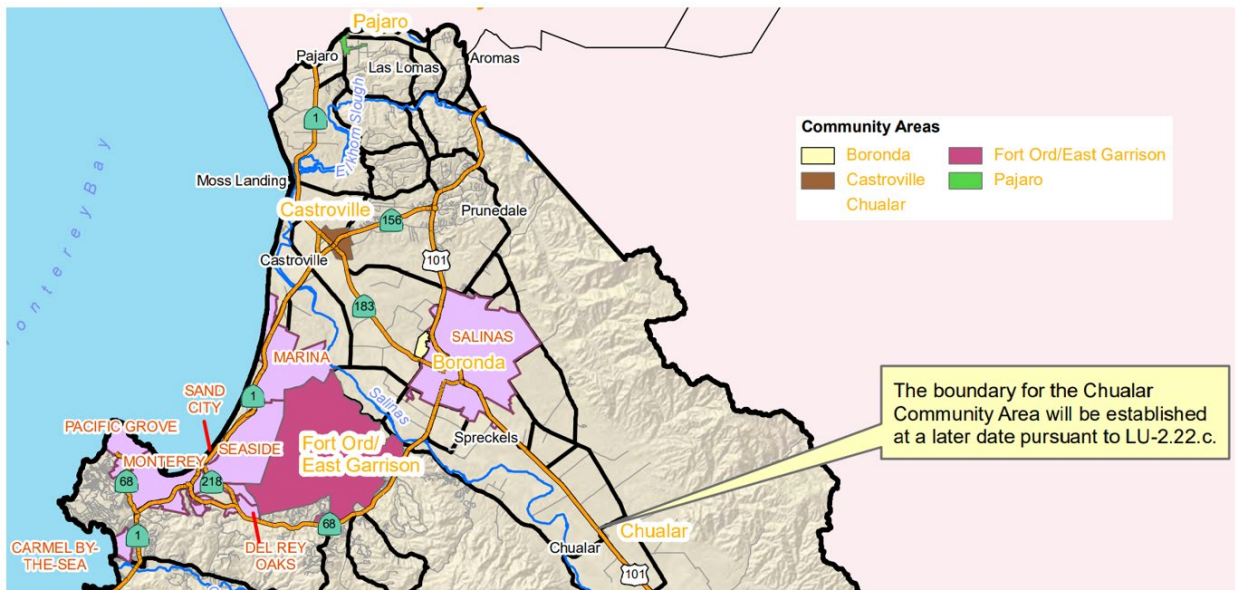 Pajaro
Pajaro
Las Lomas
Aromas
1
Elkhorn Slough
Moss Landing
Castroville
156
Prunedale
Castroville
101
183
onterey Bay
SALINAS
MARINA
Boronda
SAND
CITY
1
Salinas
PACIFIC GROVE
SEASIDE
Fort Ord/
East Garrison
Spreckels
MONTEREY
68
218
68
1
CARMEL BY-
THE-SEA
DEL REY
OAKS
Chualar
Chualar
101
Community Areas
Boronda
Castroville
Chualar
Fort Ord/East Garrison
Pajaro
The boundary for the Chualar
Community Area will be established
at a later date pursuant to LU-2.22.c.